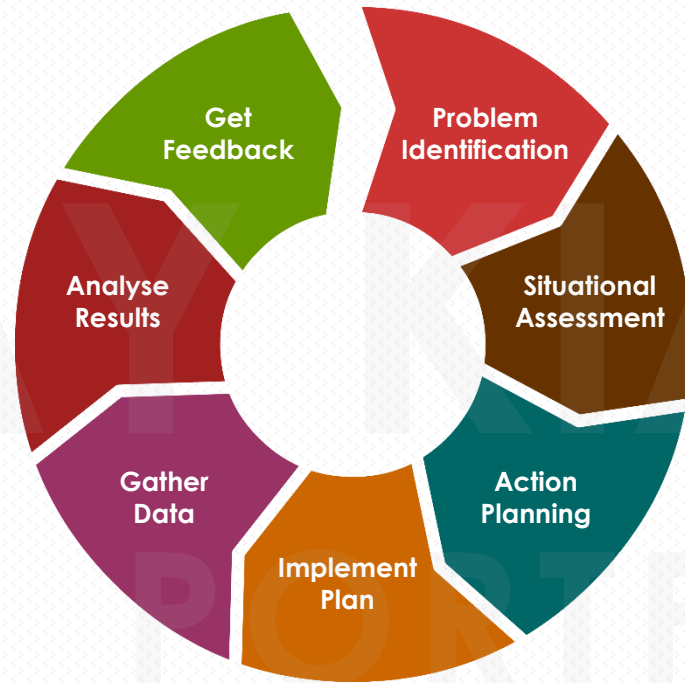 Problem
Identification
Situational
Assessment
Action
Planning
Implement
Plan
Gather
Data
Analyse
Results
Get
Feedback